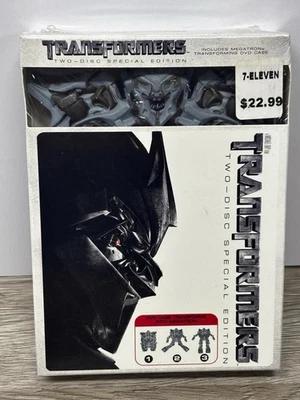 TRANSFORMERS
TWO-DISC SPECIAL EDITION
INCLUDES MEGATRON™
TRANSFORMING DVD CASE
7-ELEVEN
$22.99
TRANSFORMERS
TWO-DISC SPECIAL EDITION
1 2 3